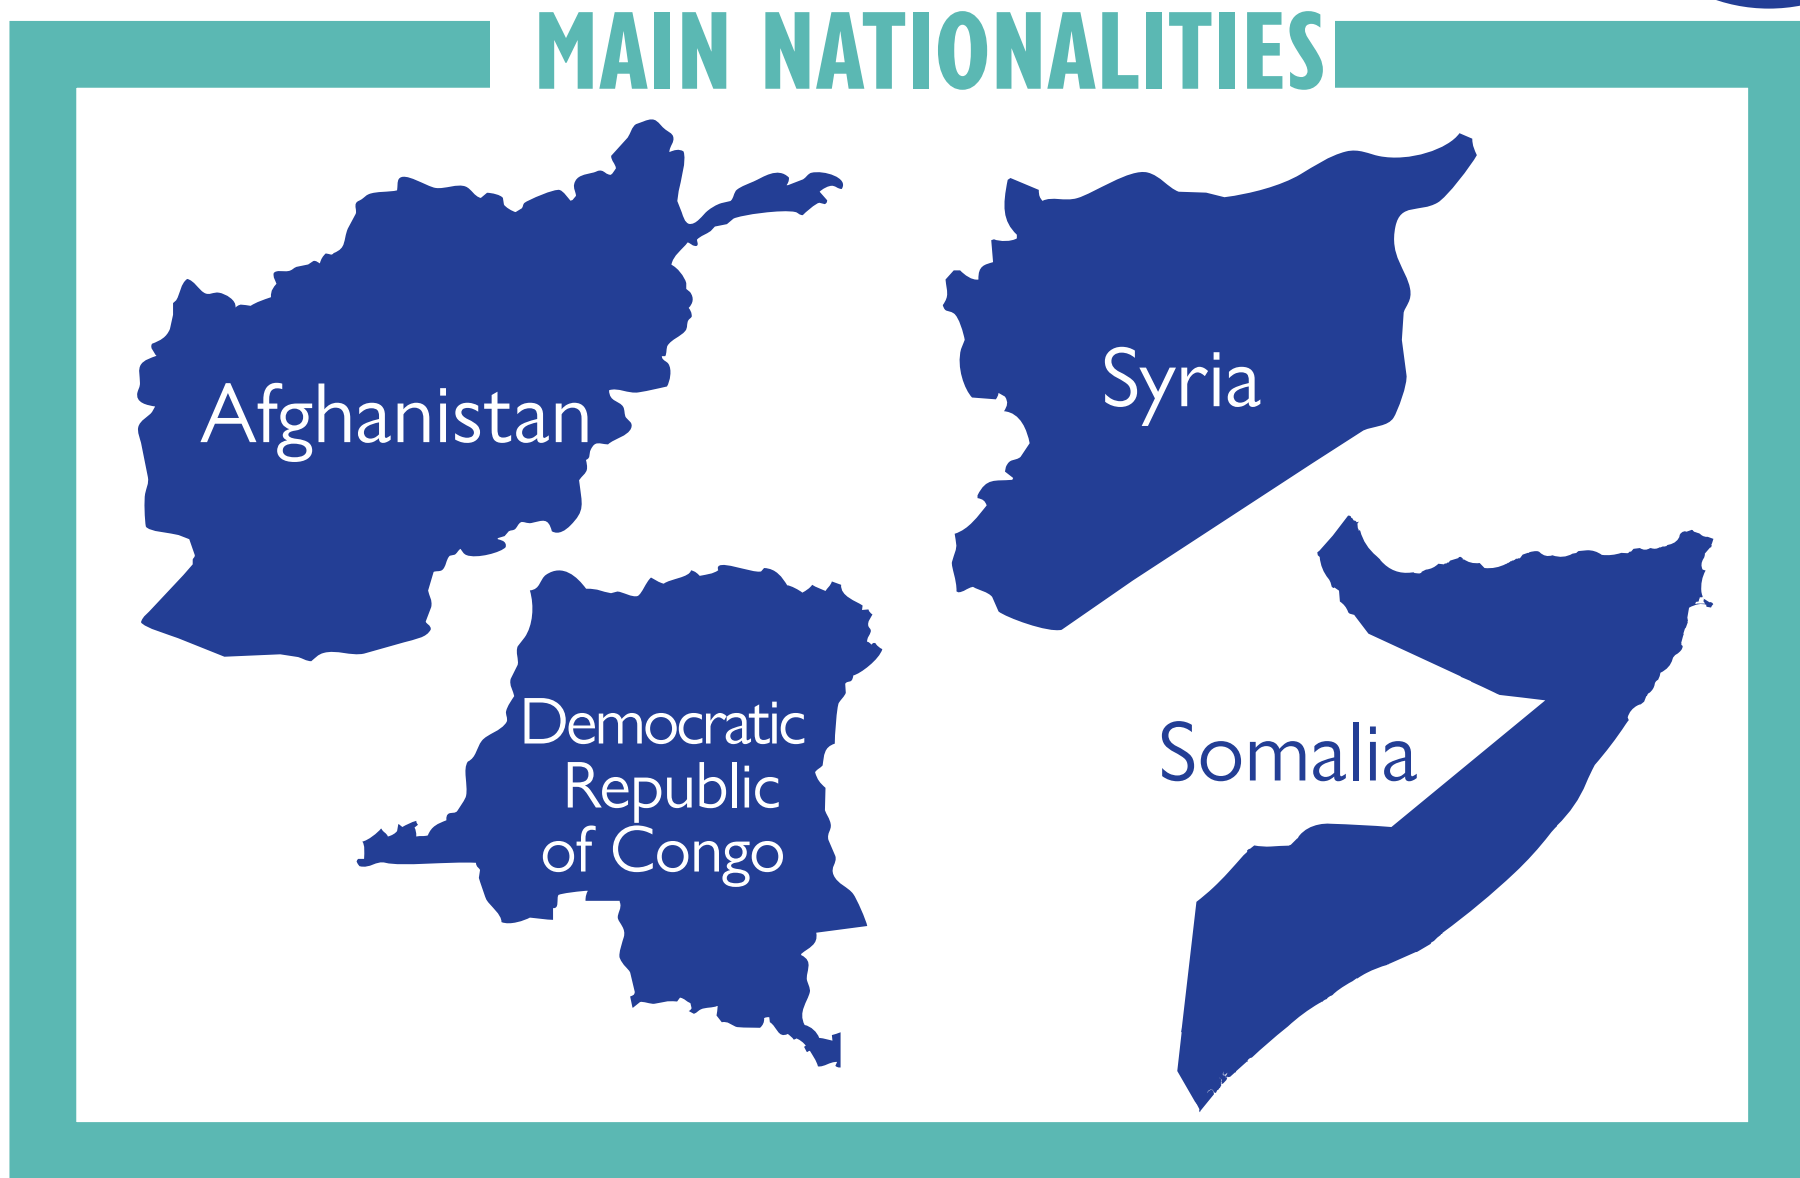 MAIN NATIONALITIES
Afghanistan
Syria
Democratic
Republic
of Congo
Somalia